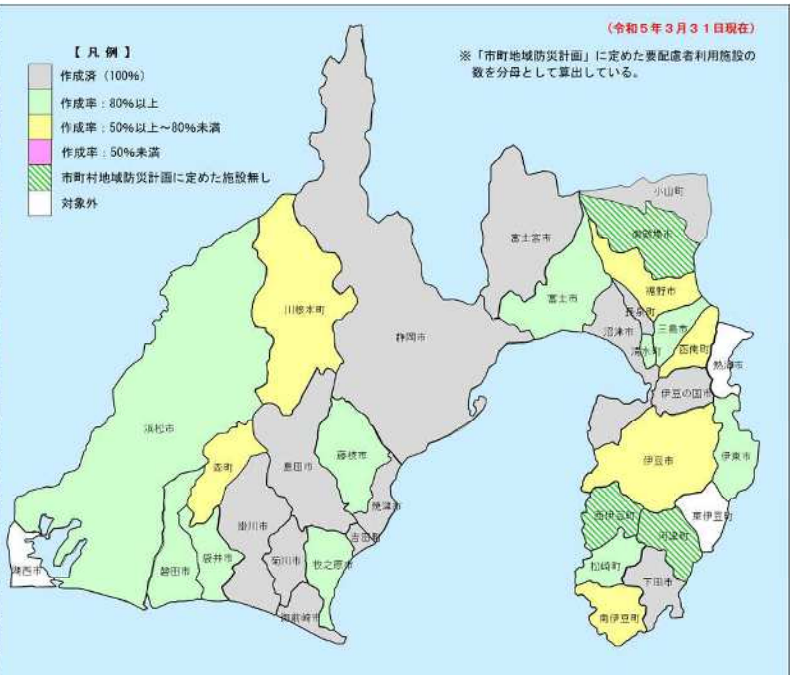 (令和5年3月31日現在)
【 凡 例 】
※「市町地域防災計画」に定めた要配慮者利用施設の
数を分母として算出している。
作成済(100%)
作成率:80%以上
作成率:50%以上~80%未満
作成率:50%未満
市町村地域防災計画に定めた施設無し
対象外
小山町
御殿場市
富士宮市
裾野市
富士市
長泉町
川根本町
沼津市
三島市
静岡市
清水町
函南町
熱海市
伊豆の国市
浜松市
藤枝市
伊東市
島田市
伊豆市
森町
焼津市
掛川市
東伊豆町
西伊豆町
吉田町
河津町
袋井市
菊川市
牧之原市
湖西市
磐田市
松崎町
下田市
御前崎市
南伊豆町